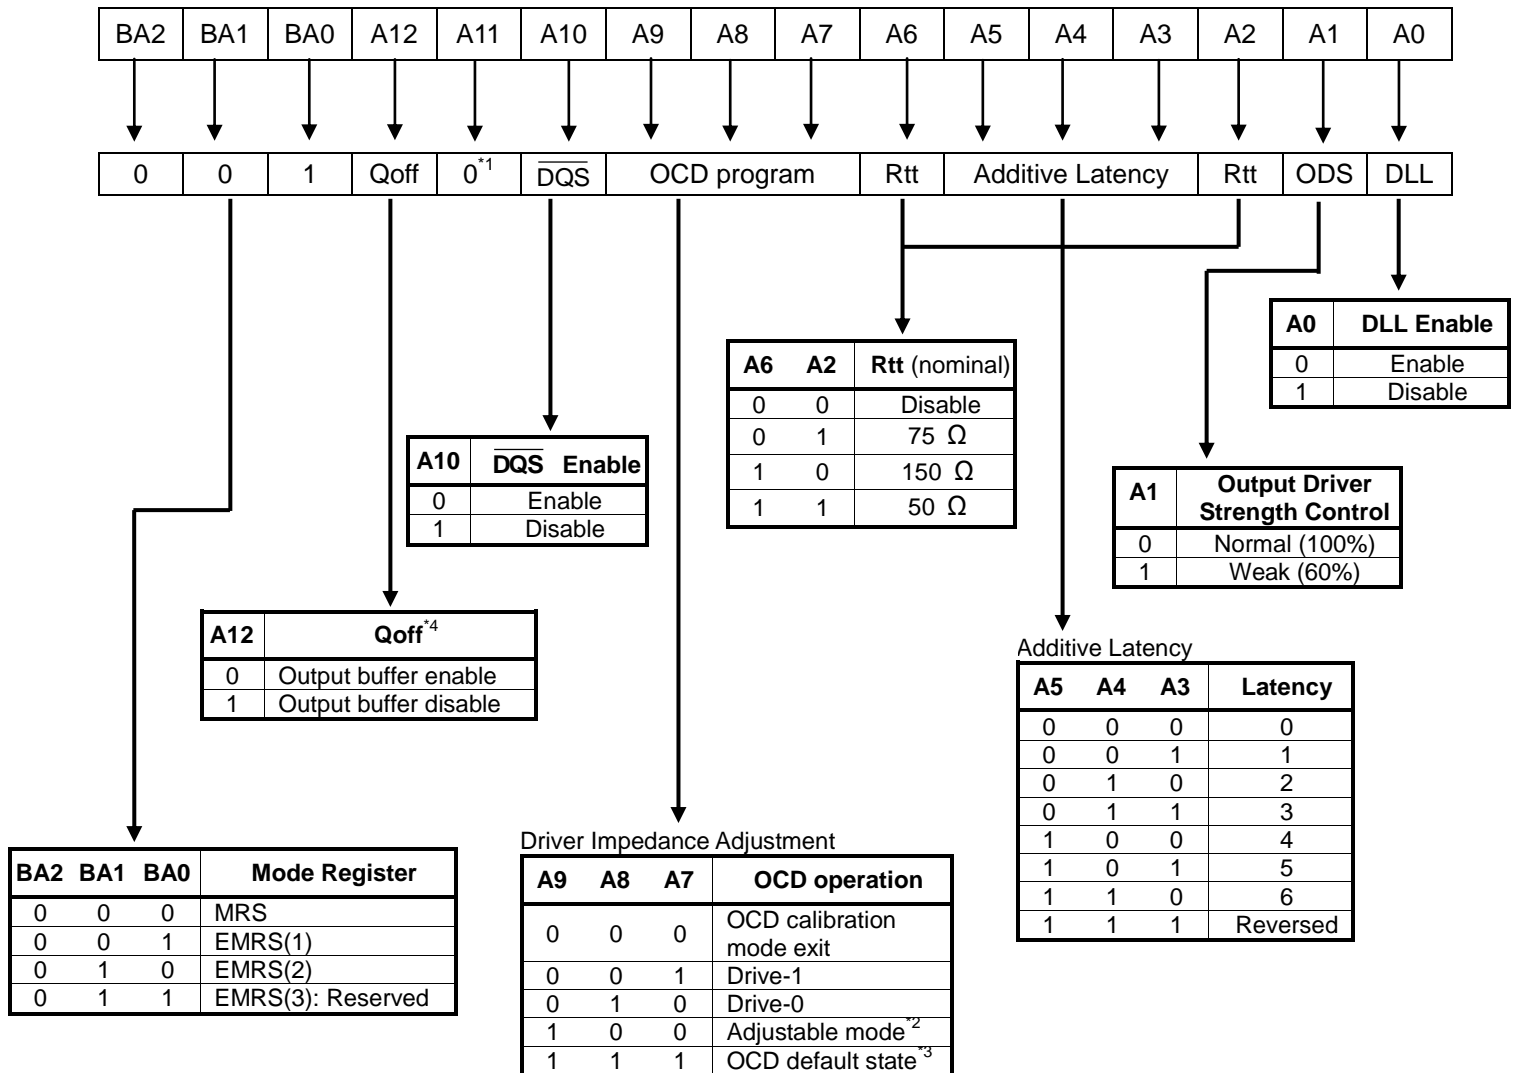 BA2 BA1 BA0 A12 A11 A10 A9 A8 A7 A6 A5 A4 A3 A2 A1 A0
0 0 1 Qoff 0*1 D̅Q̅S̅ OCD program Rtt Additive Latency Rtt ODS DLL
A0 DLL Enable
0 Enable
1 Disable
A6 A2 Rtt (nominal)
0 0 Disable
0 1 75 Ω
1 0 150 Ω
1 1 50 Ω
A10 D̅Q̅S̅ Enable
0 Enable
1 Disable
A1 Output Driver
Strength Control
0 Normal (100%)
1 Weak (60%)
A12 Qoff*4
0 Output buffer enable
1 Output buffer disable
Additive Latency
A5 A4 A3 Latency
0 0 0 0
0 0 1 1
0 1 0 2
0 1 1 3
1 0 0 4
1 0 1 5
1 1 0 6
1 1 1 Reversed
BA2 BA1 BA0 Mode Register
0 0 0 MRS
0 0 1 EMRS(1)
0 1 0 EMRS(2)
0 1 1 EMRS(3): Reserved
Driver Impedance Adjustment
A9 A8 A7 OCD operation
0 0 0 OCD calibration
mode exit
0 0 1 Drive-1
0 1 0 Drive-0
1 0 0 Adjustable mode*2
1 1 1 OCD default state*3